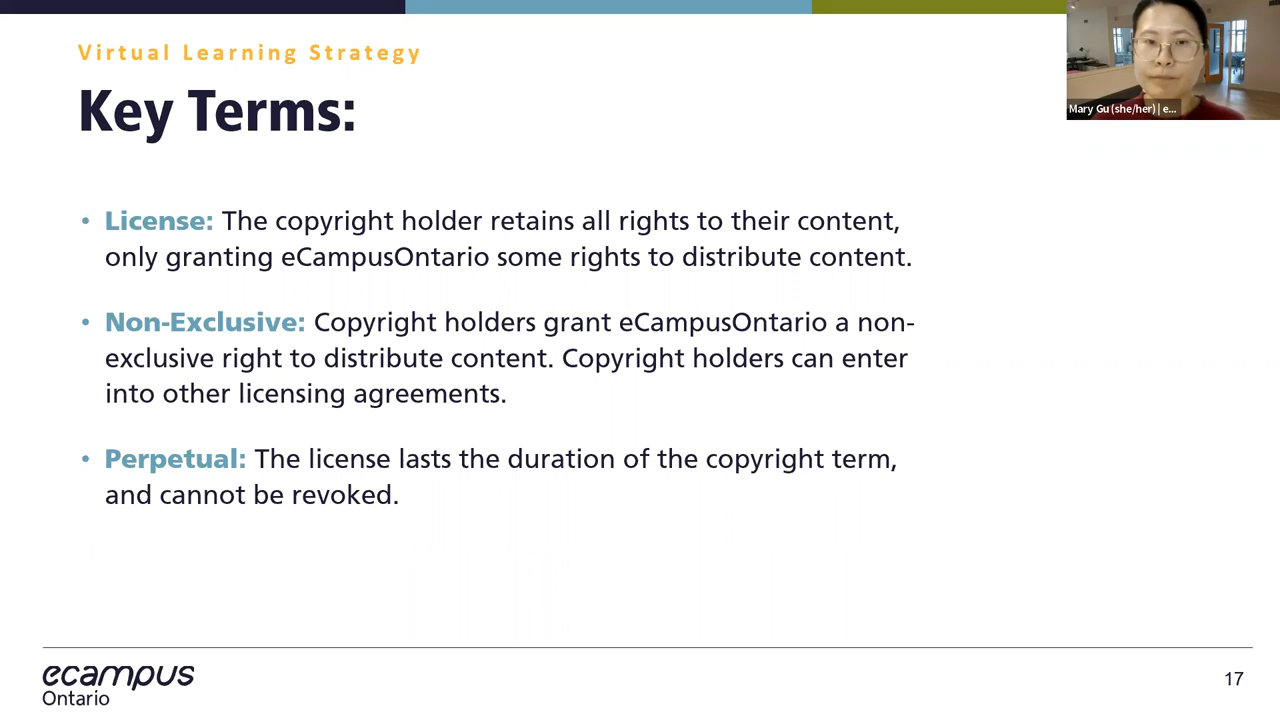 Virtual Learning Strategy
Key Terms:
Mary Gu (she/her) | e...
• License: The copyright holder retains all rights to their content,
only granting eCampusOntario some rights to distribute content.
• Non-Exclusive: Copyright holders grant eCampusOntario a non-
exclusive right to distribute content. Copyright holders can enter
into other licensing agreements.
• Perpetual: The license lasts the duration of the copyright term,
and cannot be revoked.
ecampus
Ontario
17